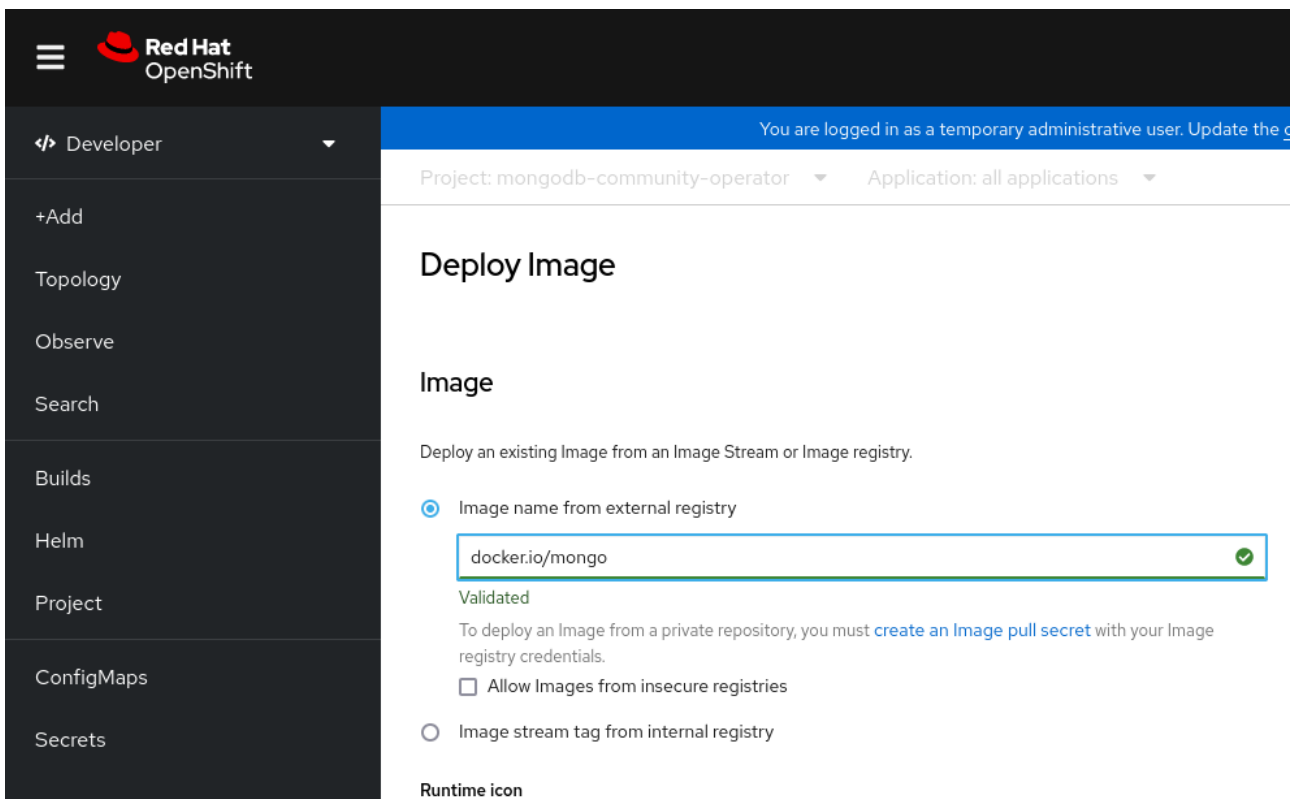 Red Hat
OpenShift
Developer
+Add
Topology
Observe
Search
Builds
Helm
Project
ConfigMaps
Secrets
You are logged in as a temporary administrative user. Update the
Project: mongodb-community-operator
Application: all applications
Deploy Image
Image
Deploy an existing Image from an Image Stream or Image registry.
Image name from external registry
docker.io/mongo
Validated
To deploy an Image from a private repository, you must create an Image pull secret with your Image
registry credentials.
Allow Images from insecure registries
Image stream tag from internal registry
Runtime icon